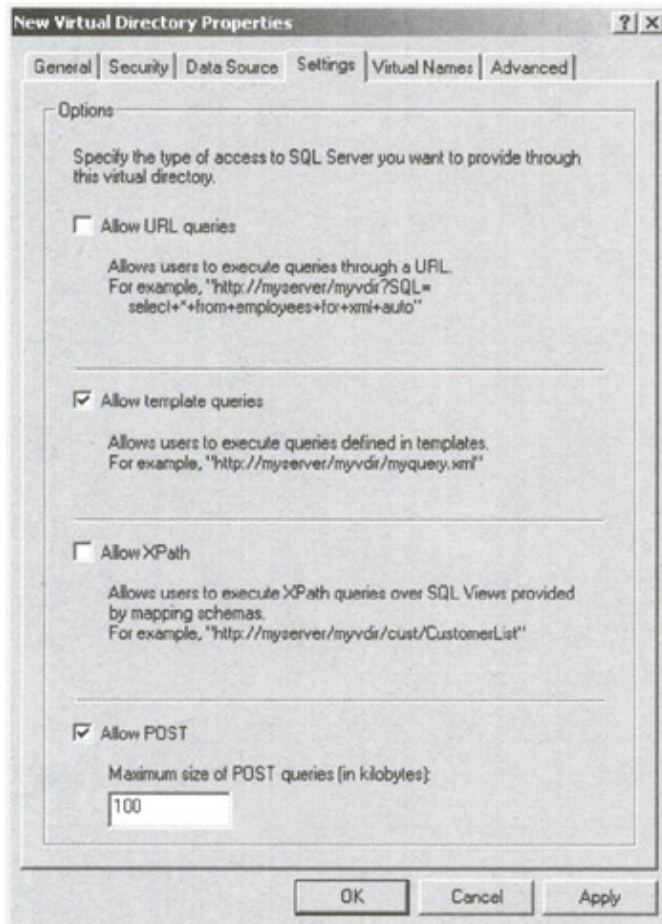 New Virtual Directory Properties
General Security Data Source Settings Virtual Names Advanced
Options
Specify the type of access to SQL Server you want to provide through
this virtual directory.
Allow URL queries
Allows users to execute queries through a URL.
For example, "http://myserver/myvdir?SQL=
select+*+from+employees+for+xml+auto"
Allow template queries
Allows users to execute queries defined in templates.
For example, "http://myserver/myvdir/myquery.xml"
Allow XPath
Allows users to execute XPath queries over SQL Views provided
by mapping schemas.
For example, "http://myserver/myvdir/cust/CustomerList"
Allow POST
Maximum size of POST queries (in kilobytes):
100
OK Cancel Apply